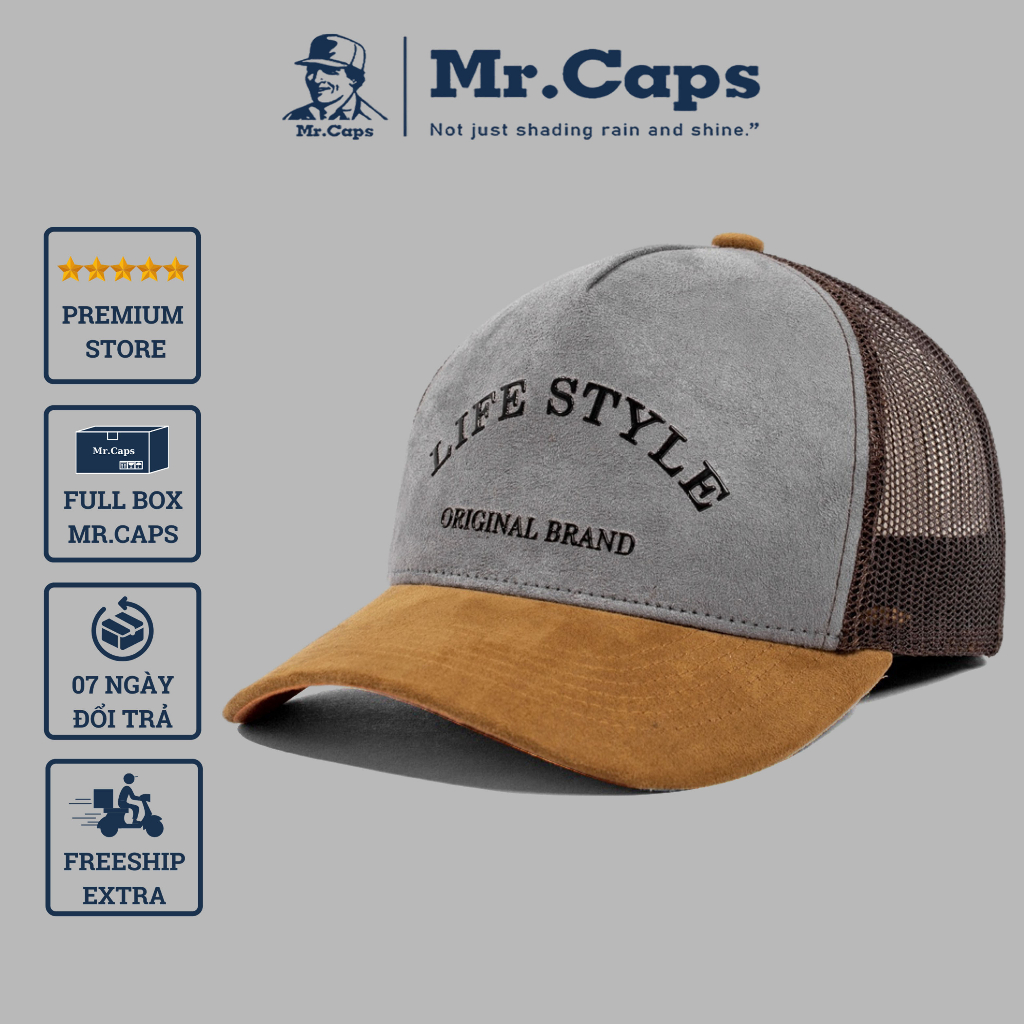 Mr.Caps
Mr.Caps
Not just shading rain and shine.”
PREMIUM
STORE
Mr.Caps
FULL BOX
MR.CAPS
07 NGÀY
ĐỔI TRẢ
FREESHIP
EXTRA
LIFE STYLE
ORIGINAL BRAND